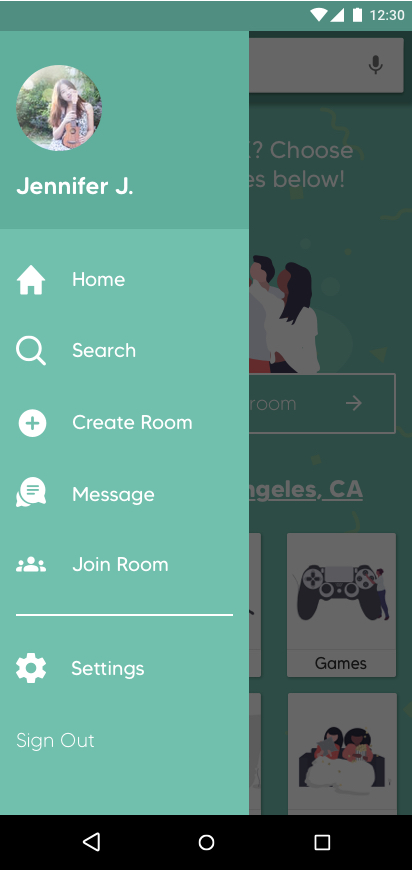 12:30
? Choose
es below!
Jennifer J.
Home
Search
Create Room
room
Message
ngeles, CA
Join Room
Games
Settings
Sign Out